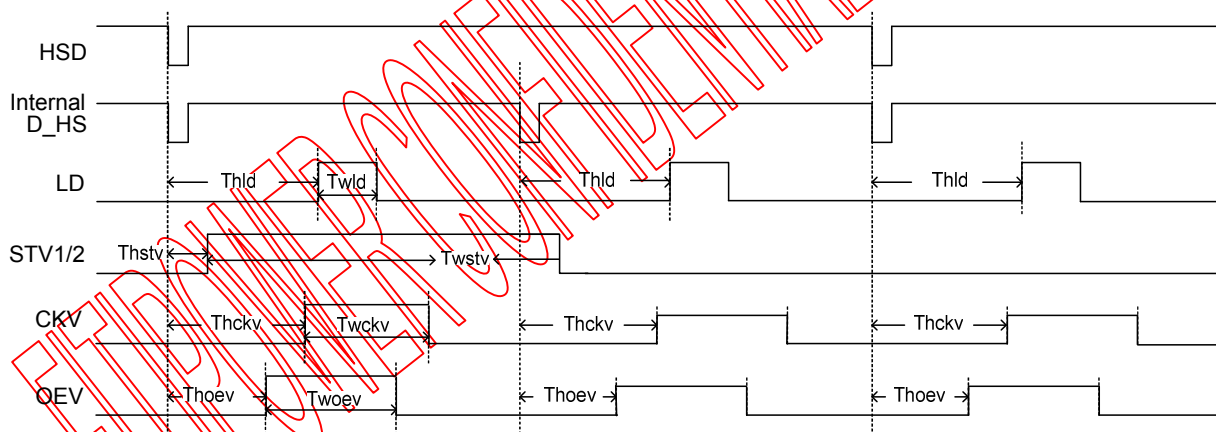 HSD
Internal
D_HS
LD
Thld
Twld
Thld
Thld
STV1/2
Thstv
Twstv
CKV
Thckv
Twckv
Thckv
Thckv
OEV
Thoev
Twoev
Thoev
Thoev